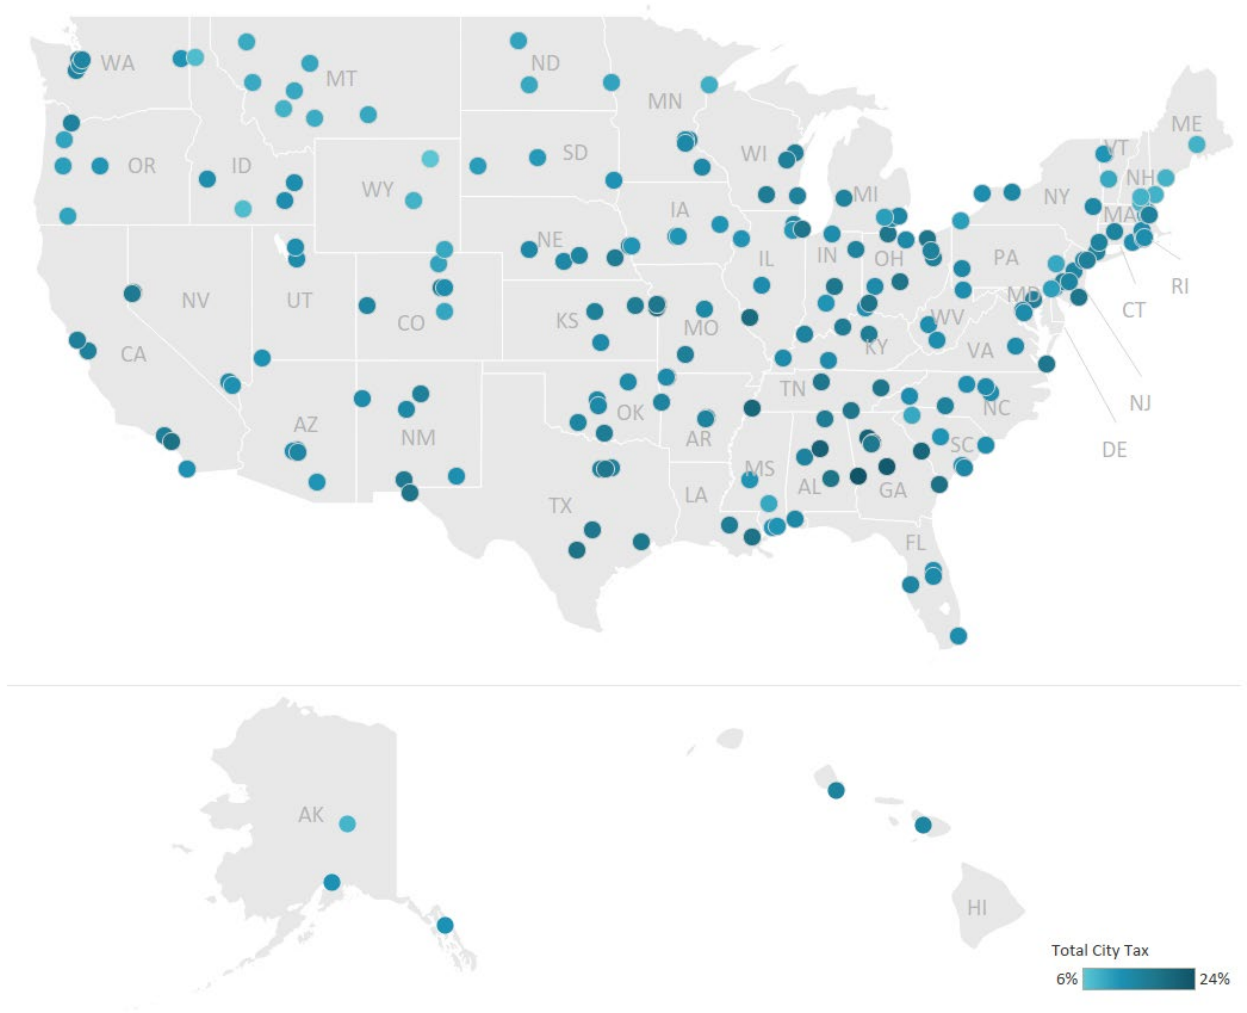 WA
MT
ND
MN
ME
VT
OR
ID
SD
WI
MI
NY
NH
WY
MA
IA
NE
IL
IN
OH
PA
RI
NV
UT
CO
KS
MO
MD
CT
CA
WV
KY
VA
NJ
AZ
NM
OK
TN
AR
NC
DE
TX
MS
LA
AL
GA
SC
FL
AK
HI
Total City Tax
6%
24%